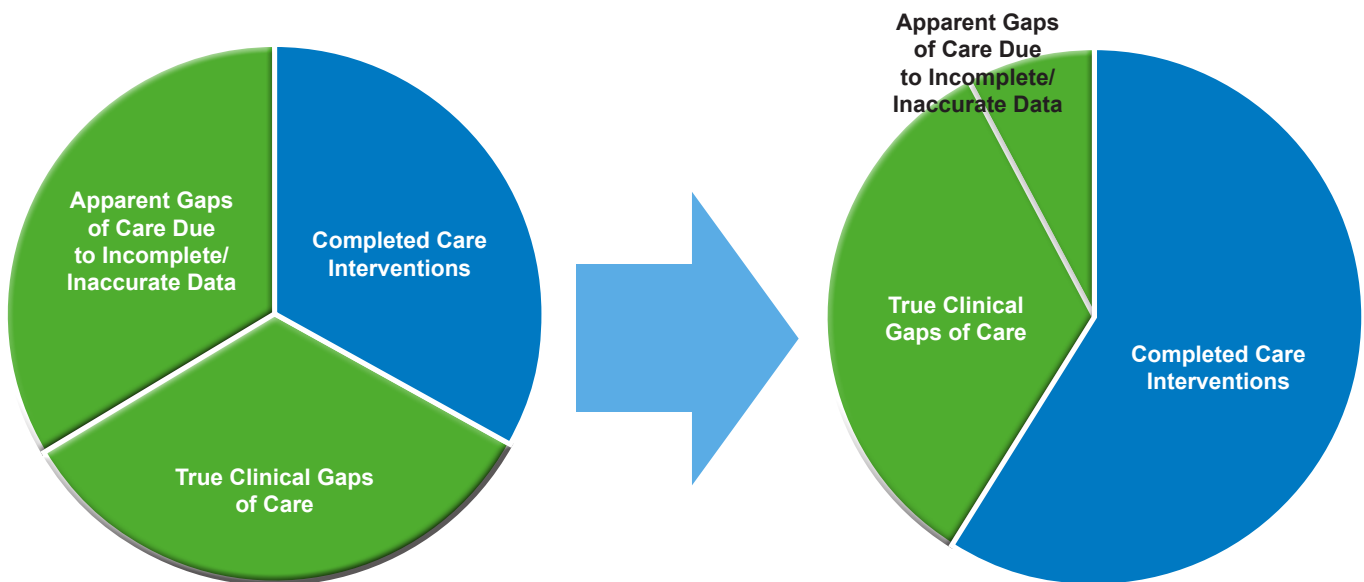 Apparent Gaps
of Care Due
to Incomplete/
Inaccurate Data
Completed Care
Interventions
True Clinical Gaps
of Care
Apparent Gaps
of Care Due
to Incomplete/
Inaccurate Data
True Clinical
Gaps of Care
Completed Care
Interventions